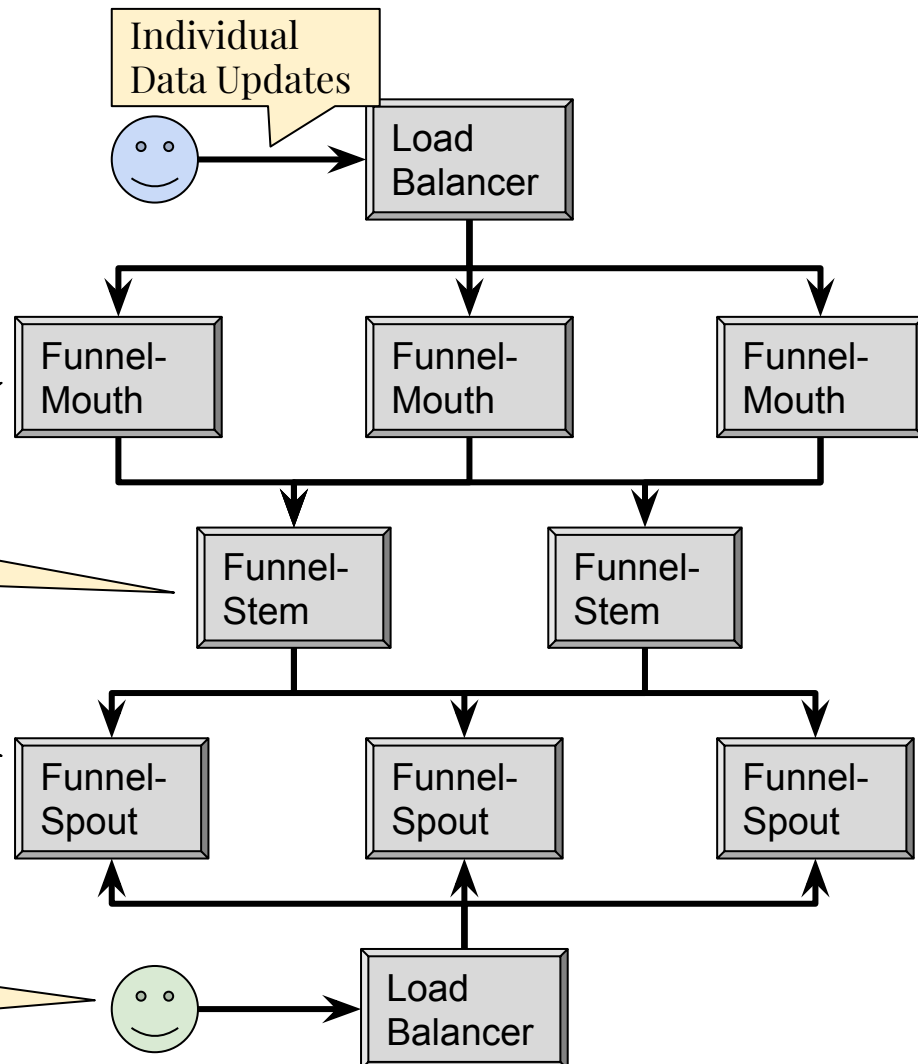 Individual
Data Updates
Load
Balancer
Funnel-
Mouth
Funnel-
Mouth
Funnel-
Mouth
Funnel-
Stem
Funnel-
Stem
Funnel-
Spout
Funnel-
Spout
Funnel-
Spout
Load
Balancer